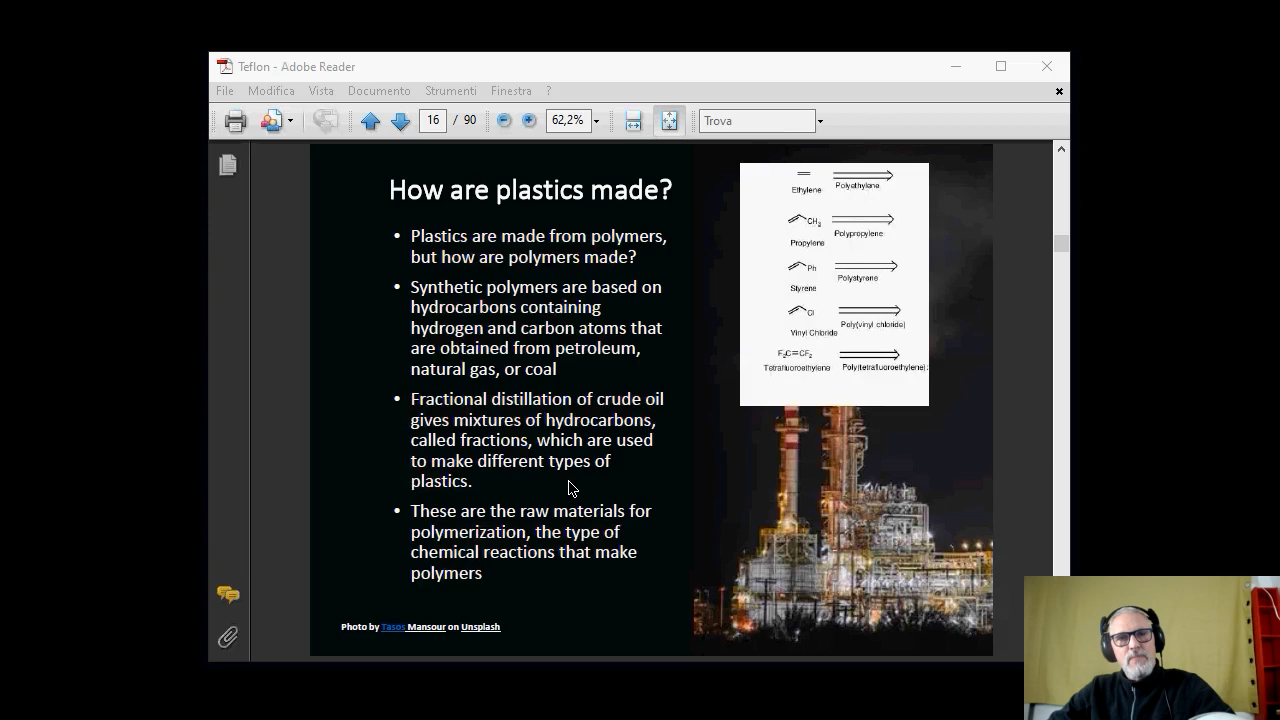 Teflon - Adobe Reader
File Modifica Vista Documento Strumenti Finestra ?
16 / 90 62,2% Trova
How are plastics made?
• Plastics are made from polymers,
but how are polymers made?
• Synthetic polymers are based on
hydrocarbons containing
hydrogen and carbon atoms that
are obtained from petroleum,
natural gas, or coal
• Fractional distillation of crude oil
gives mixtures of hydrocarbons,
called fractions, which are used
to make different types of
plastics.
• These are the raw materials for
polymerization, the type of
chemical reactions that make
polymers
Photo by Tasos Mansour on Unsplash
Ethylene Polyethylene
CH3
Propylene Polypropylene
Ph
Styrene Polystyrene
Cl
Vinyl Chloride Poly(vinyl chloride)
F2C=CF2
Tetrafluoroethylene Poly(tetrafluoroethylene)